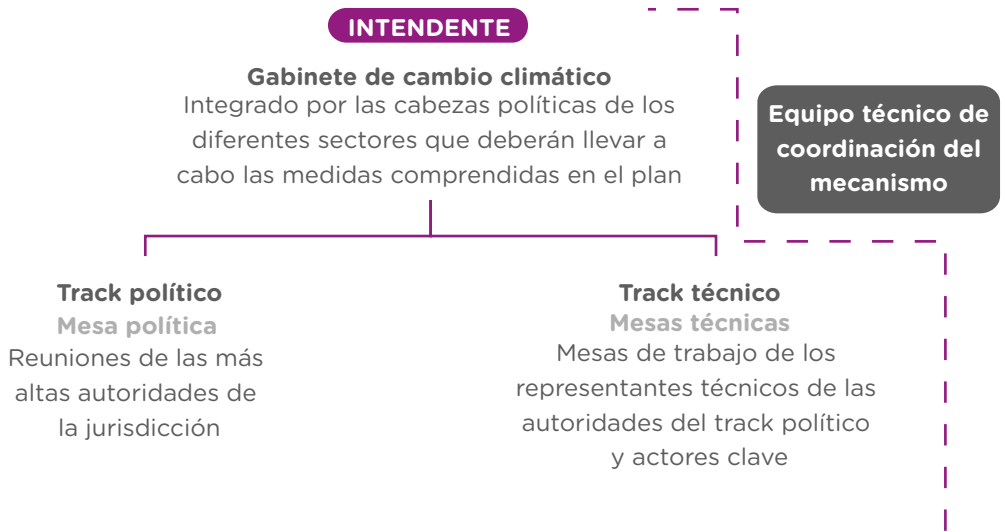 INTENDENTE
Gabinete de cambio climático
Integrado por las cabezas políticas de los
diferentes sectores que deberán llevar a
cabo las medidas comprendidas en el plan
Equipo técnico de
coordinación del
mecanismo
Track político
Mesa política
Reuniones de las más
altas autoridades de
la jurisdicción
Track técnico
Mesas técnicas
Mesas de trabajo de los
representantes técnicos de las
autoridades del track político
y actores clave